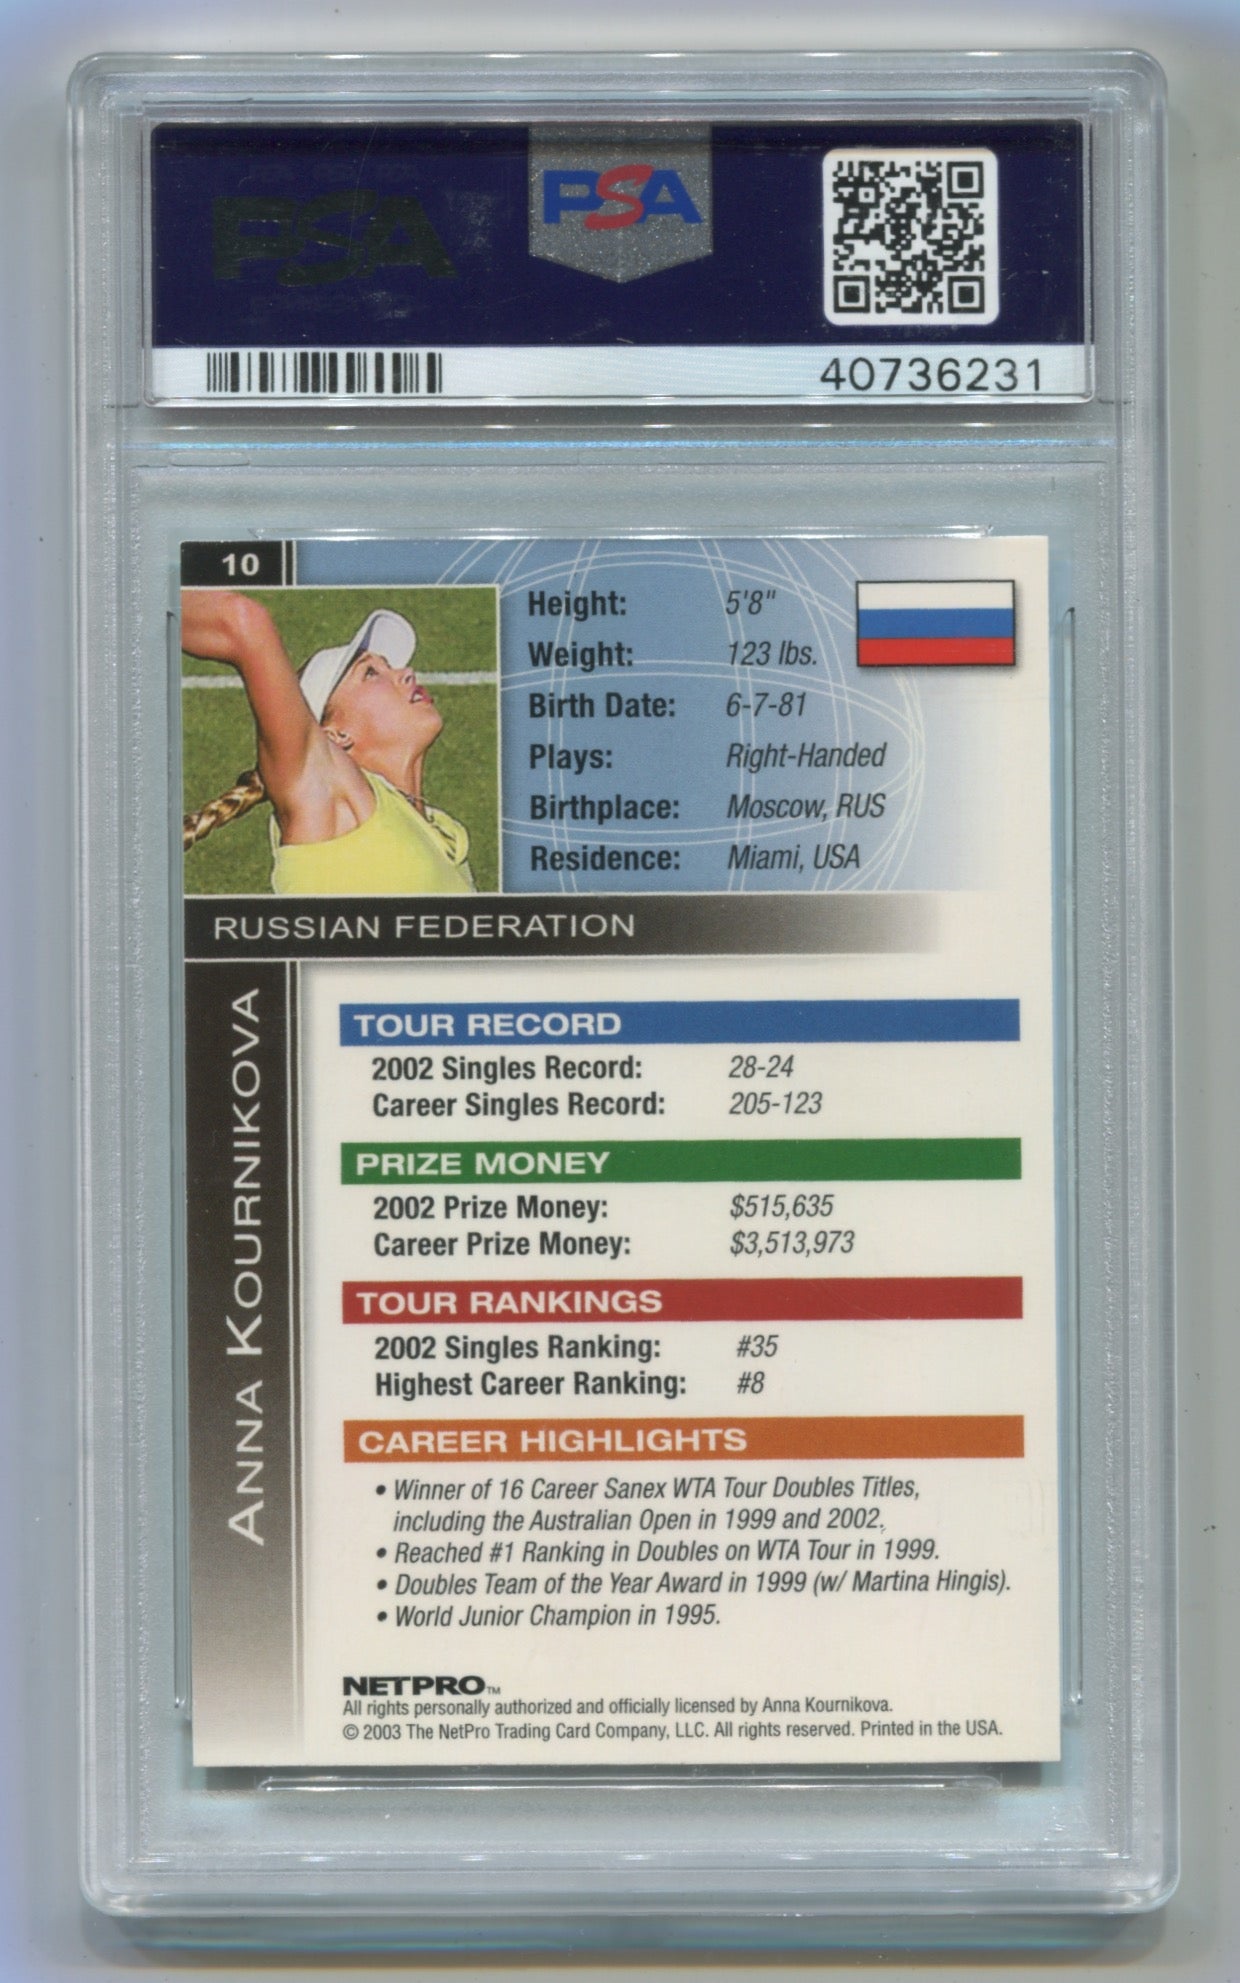 PSA
PSA
40736231
10
Height: 5'8"
Weight: 123 lbs.
Birth Date: 6-7-81
Plays: Right-Handed
Birthplace: Moscow, RUS
Residence: Miami, USA
RUSSIAN FEDERATION
ANNA KOURNIKOVA
TOUR RECORD
2002 Singles Record: 28-24
Career Singles Record: 205-123
PRIZE MONEY
2002 Prize Money: $515,635
Career Prize Money: $3,513,973
TOUR RANKINGS
2002 Singles Ranking: #35
Highest Career Ranking: #8
CAREER HIGHLIGHTS
• Winner of 16 Career Sanex WTA Tour Doubles Titles,
including the Australian Open in 1999 and 2002.
• Reached #1 Ranking in Doubles on WTA Tour in 1999.
• Doubles Team of the Year Award in 1999 (w/ Martina Hingis).
• World Junior Champion in 1995.
NETPRO™
All rights personally authorized and officially licensed by Anna Kournikova.
© 2003 The NetPro Trading Card Company, LLC. All rights reserved. Printed in the USA.